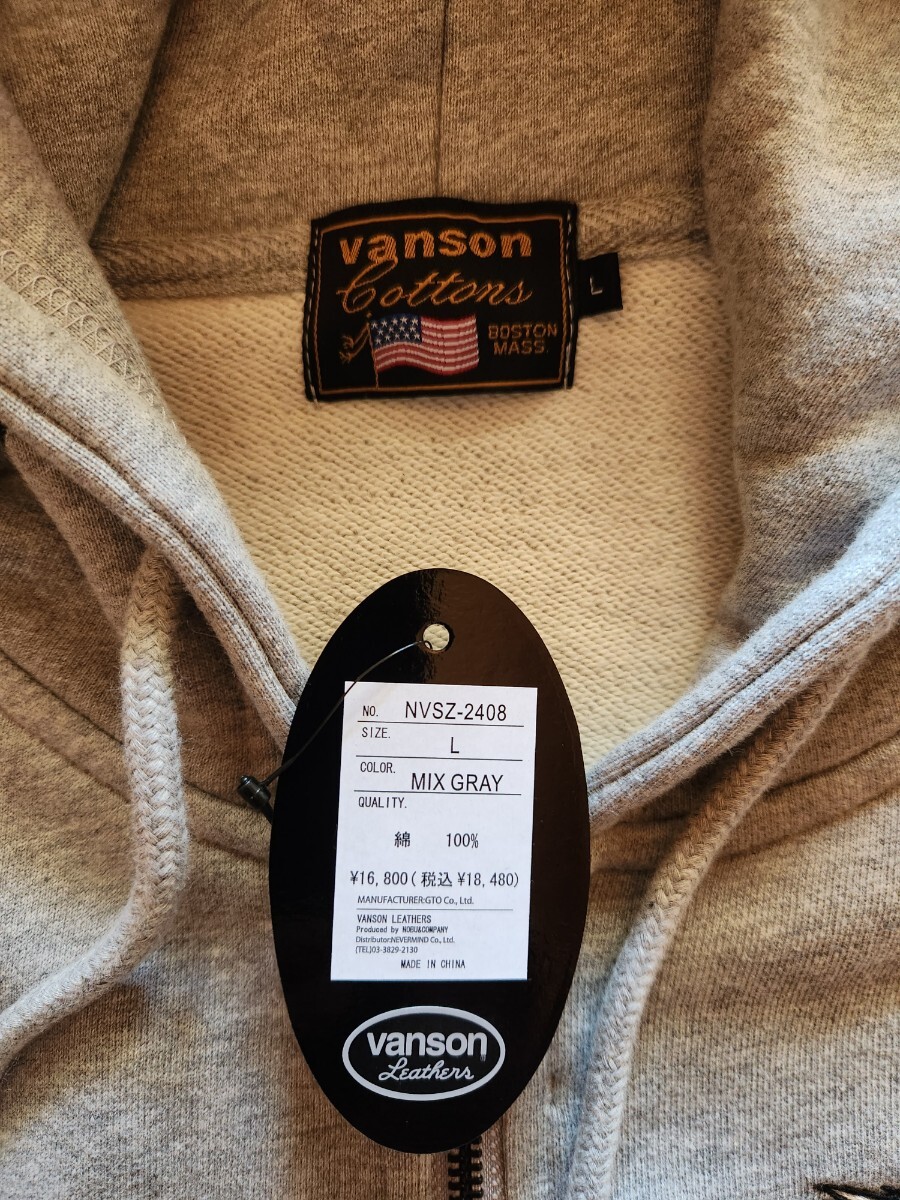 vanson
Cottons
BOSTON
MASS.
L
NO. NVSZ-2408
SIZE. L
COLOR. MIX GRAY
QUALITY.
綿 100%
¥16,800(税込¥18,480)
MANUFACTURER:GTO Co., Ltd.
VANSON LEATHERS
Produced by NOBU&COMPANY
Distributor:NEVERMIND Co., Ltd.
(TEL)03-3829-2130
MADE IN CHINA
vanson
Leathers